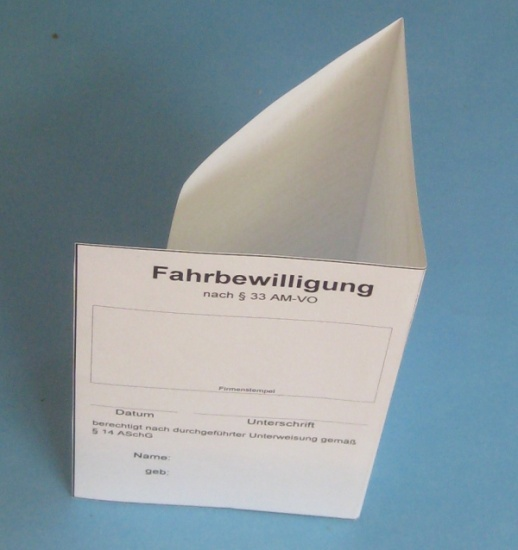 Fahrbewilligung
nach § 33 AM-VO
Firmenstempel
Datum Unterschrift
berechtigt nach durchgeführter Unterweisung gemäß
§ 14 ASchG
Name:
geb: